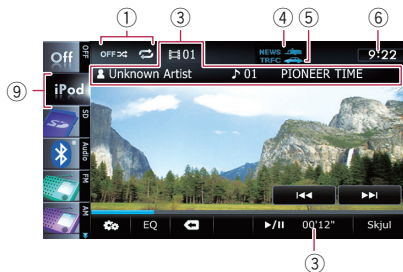 ① ③ ④ ⑤ ⑥
Off OFF OFF 01 NEWS TRFC 9:22
Unknown Artist 01 PIONEER TIME
⑨ iPod
SD SD
Audio
FM
AM
EQ 00'12" Skjul
③